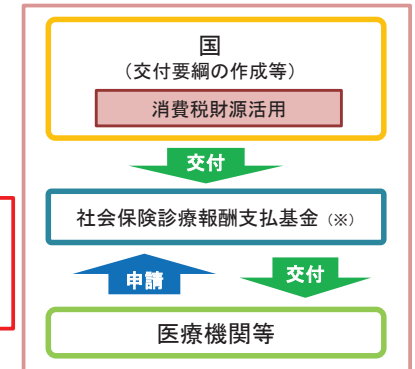 国
（交付要綱の作成等）
消費税財源活用
交付
社会保険診療報酬支払基金（※）
申請
交付
医療機関等